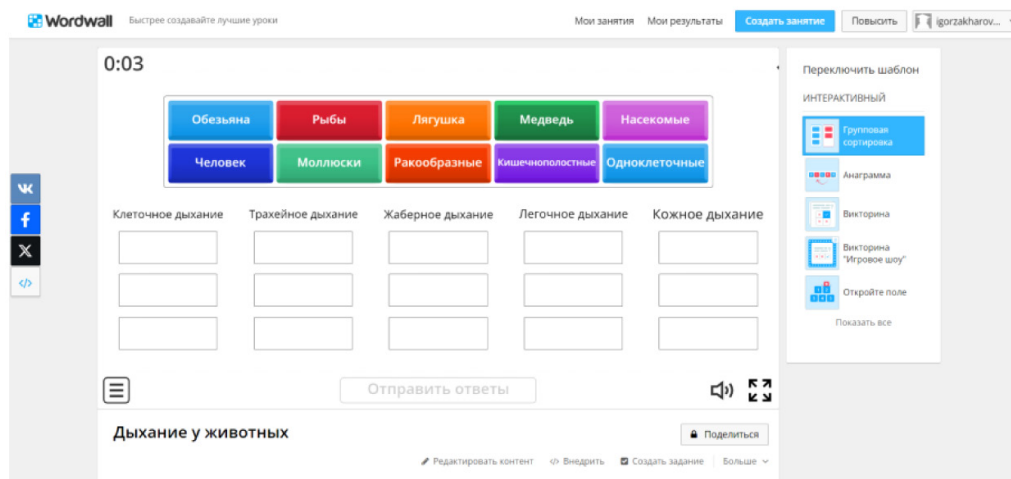 Wordwall Быстрее создавайте лучшие уроки Мои занятия Мои результаты Создать занятие Повысить igorzakharov...
0:03
Обезьяна Рыбы Лягушка Медведь Насекомые
Человек Моллюски Ракообразные Кишечнополостные Одноклеточные
Клеточное дыхание Трахейное дыхание Жаберное дыхание Легочное дыхание Кожное дыхание
Отправить ответы
Дыхание у животных
Поделиться
Редактировать контент </> Внедрить Создать задание Больше
Переключить шаблон
ИНТЕРАКТИВНЫЙ
Групповая
сортировка
Анаграмма
Викторина
Викторина
"Игровое шоу"
Откройте поле
Показать все